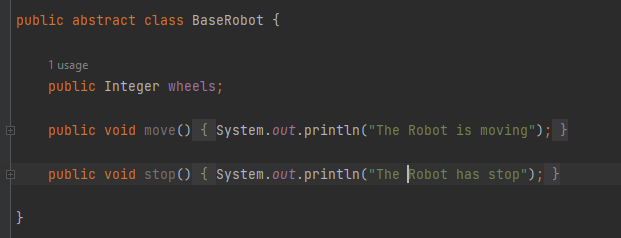 public abstract class BaseRobot {
1 usage
public Integer wheels;
public void move() { System.out.println("The Robot is moving"); }
public void stop() { System.out.println("The Robot has stop"); }
}